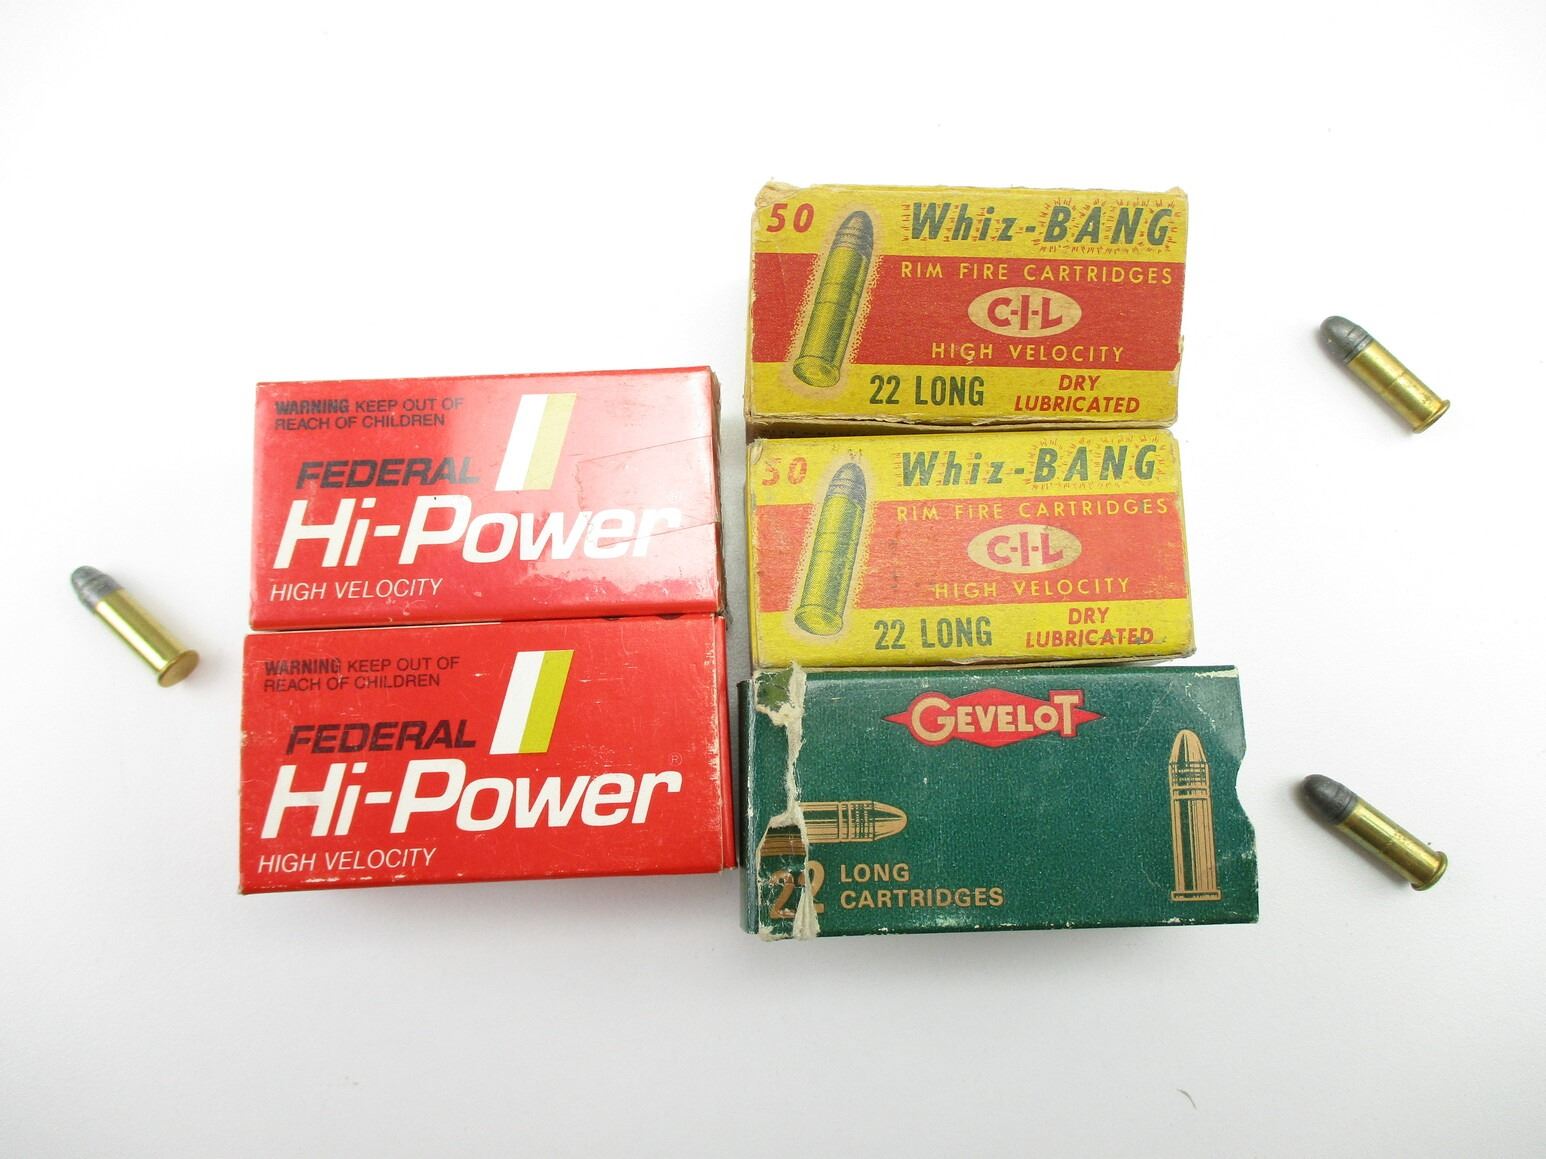 WARNING KEEP OUT OF
REACH OF CHILDREN
FEDERAL
Hi-Power
HIGH VELOCITY
WARNING KEEP OUT OF
REACH OF CHILDREN
FEDERAL
Hi-Power®
HIGH VELOCITY
50 Whiz-BANG
RIM FIRE CARTRIDGES
C-I-L
HIGH VELOCITY
22 LONG
DRY
LUBRICATED
50 Whiz-BANG
RIM FIRE CARTRIDGES
C-I-L
HIGH VELOCITY
22 LONG
DRY
LUBRICATED
GEVELOT
22 LONG
CARTRIDGES